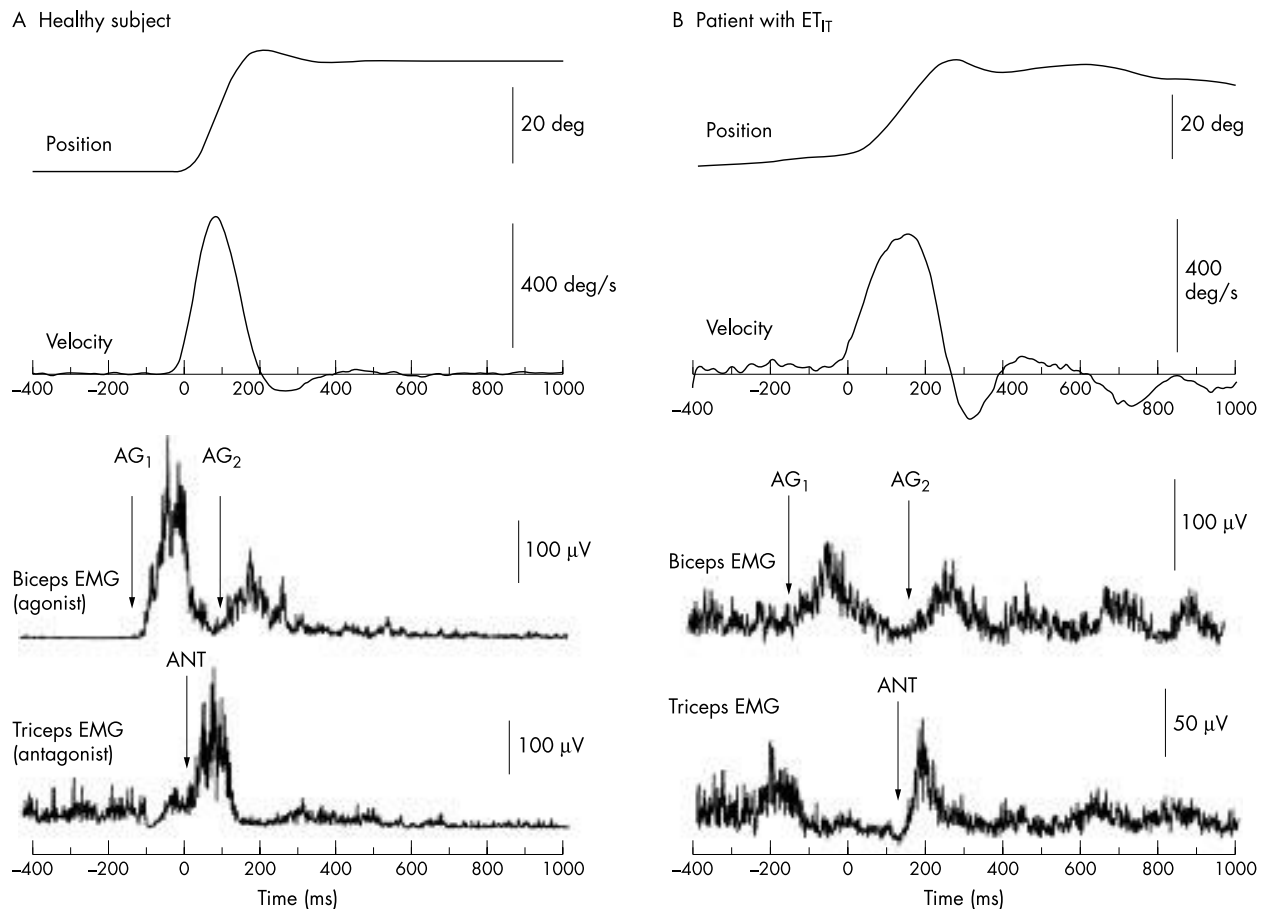 A Healthy subject
Position
20 deg
400 deg/s
Velocity
–400 –200 0 200 400 600 800 1000
AG1 AG2
100 µV
Biceps EMG
(agonist)
ANT
Triceps EMG
(antagonist)
100 µV
–400 –200 0 200 400 600 800 1000
Time (ms)
B Patient with ETIT
Position
20 deg
400
deg/s
Velocity
–400 –200 0 200 400 600 800 1000
AG1 AG2
100 µV
Biceps EMG
ANT
Triceps EMG
50 µV
–400 –200 0 200 400 600 800 1000
Time (ms)